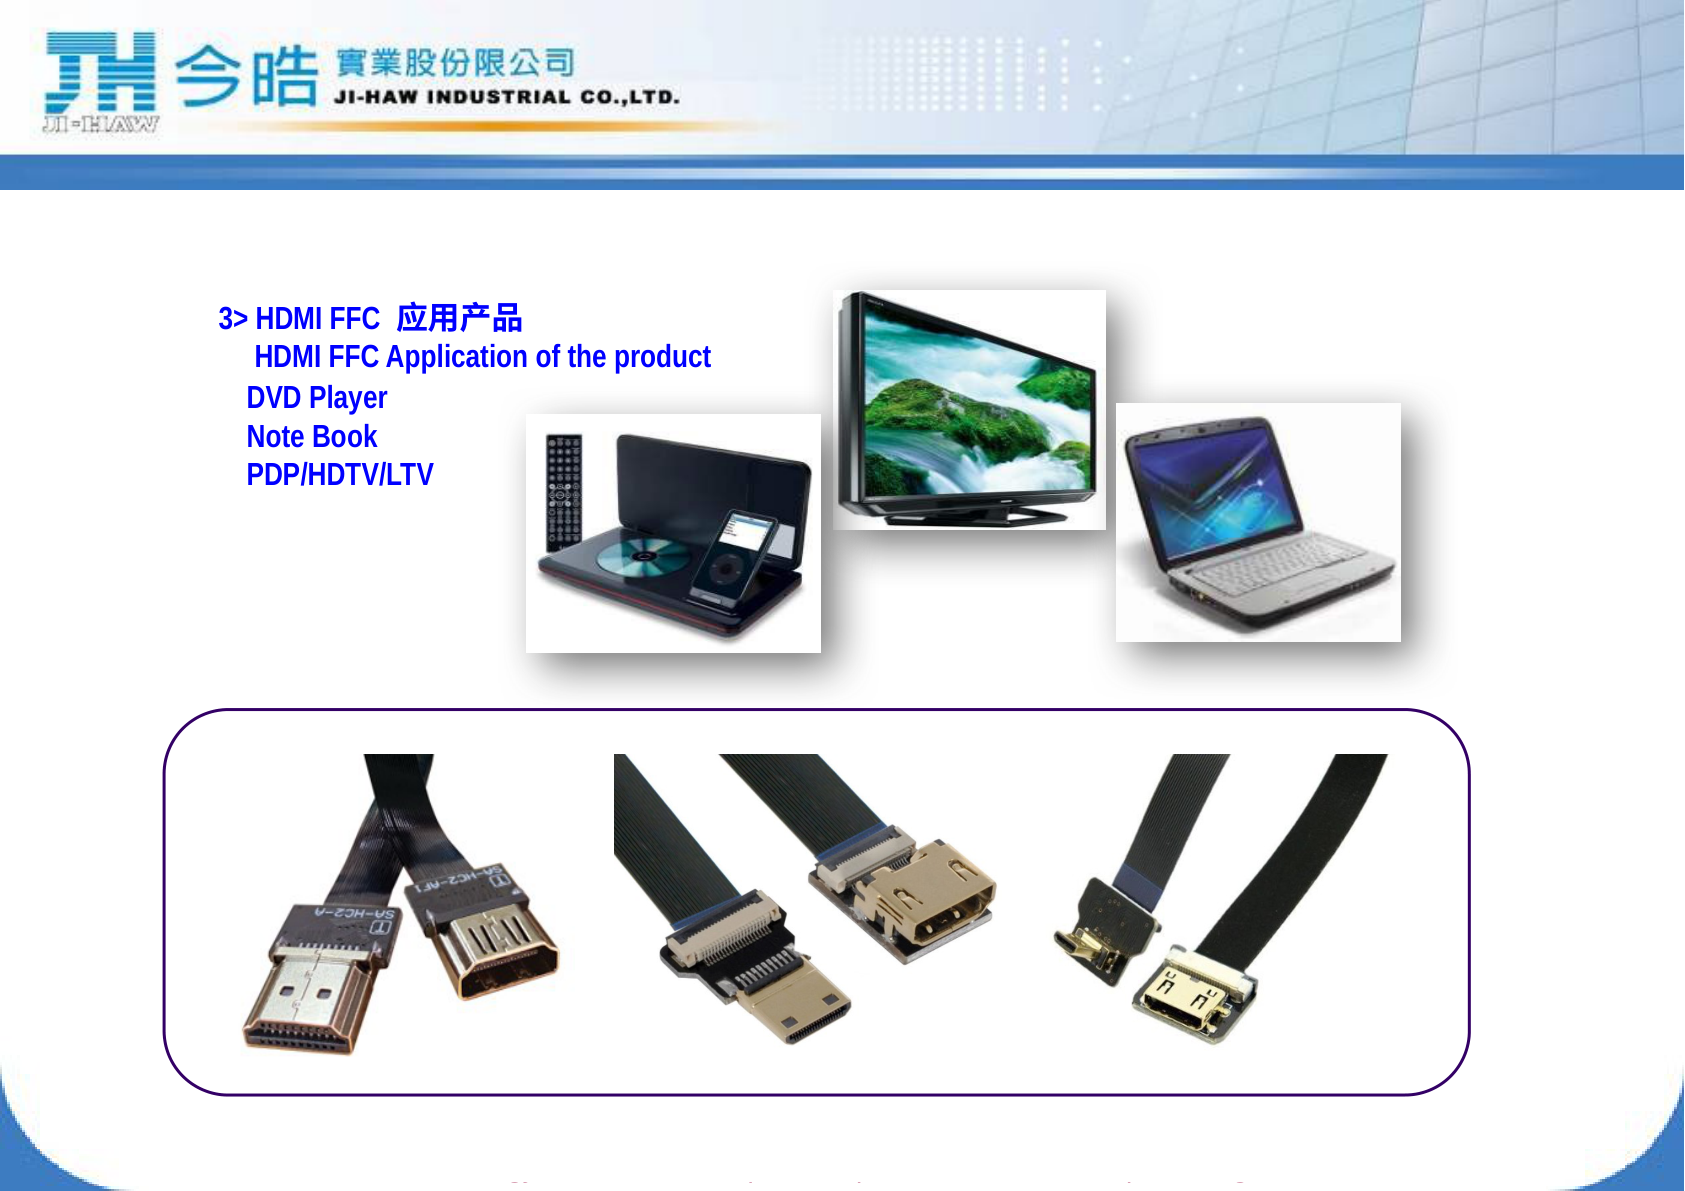 JH 今皓 實業股份限公司
JI-HAW INDUSTRIAL CO.,LTD.
JI-HAW
3> HDMI FFC 应用产品
HDMI FFC Application of the product
DVD Player
Note Book
PDP/HDTV/LTV
SA-HC2-AF1
SA-HC2-A